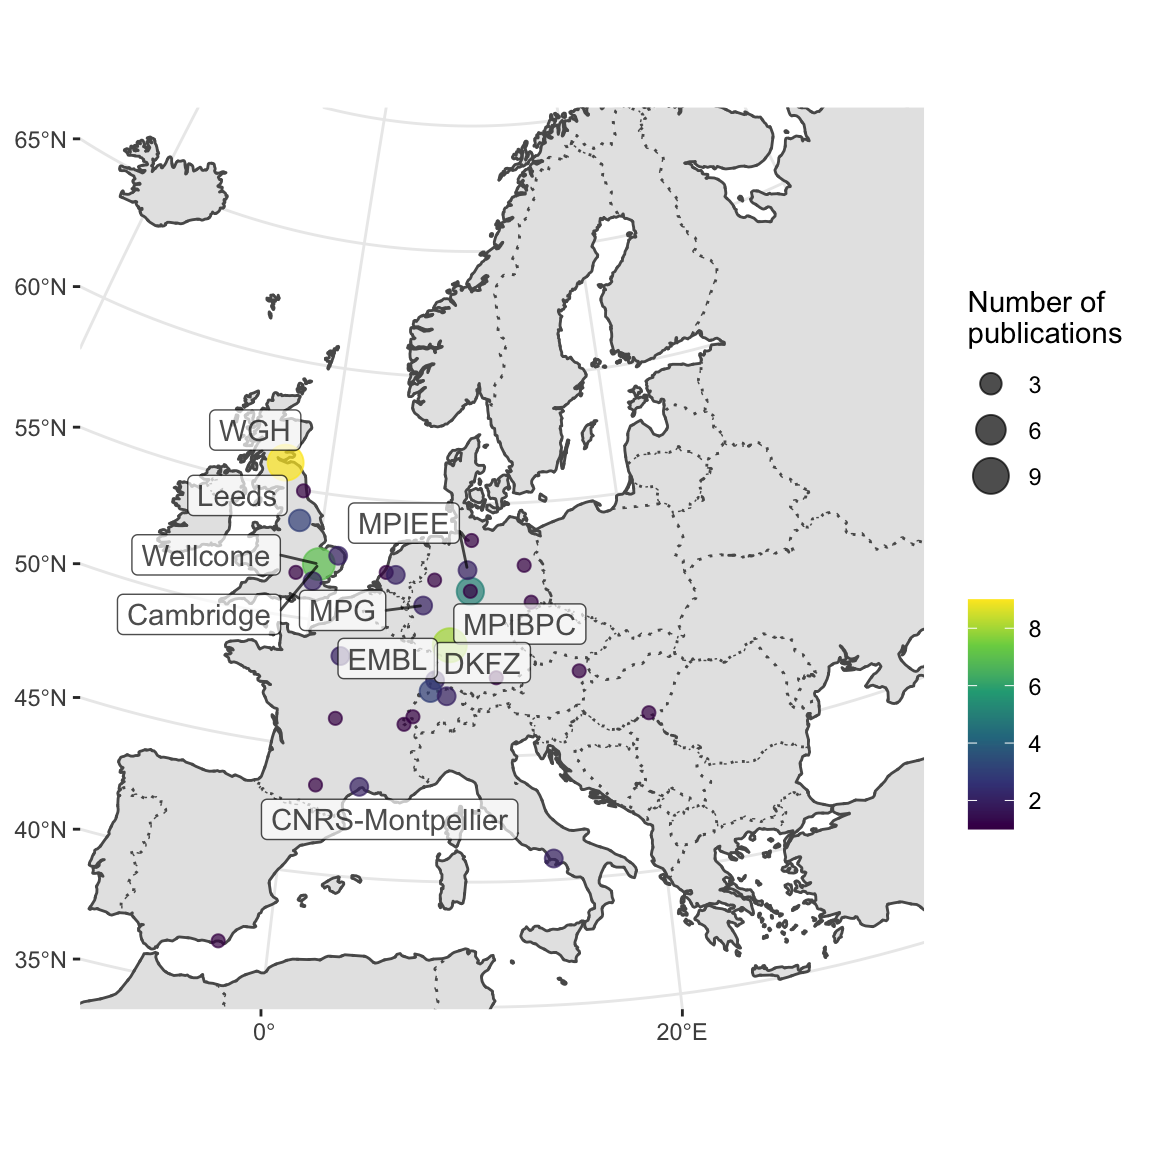 65°N
60°N
55°N
50°N
45°N
40°N
35°N
0°
20°E
WGH
Leeds
Wellcome
Cambridge
MPIEE
MPG
MPIBPC
EMBL
DKFZ
CNRS-Montpellier
Number of
publications
3
6
9
8
6
4
2